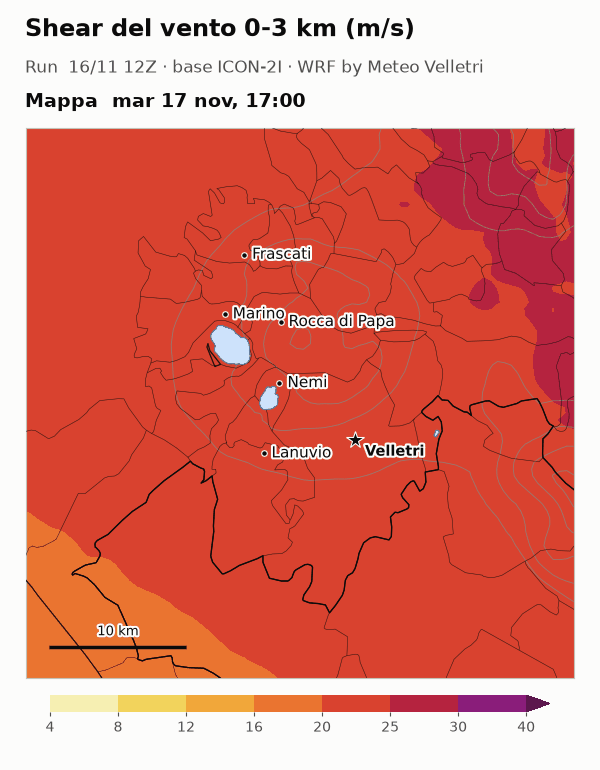 Shear del vento 0-3 km (m/s)
Run  16/11 12Z · base ICON-2I · WRF by Meteo Velletri
Mappa  mar 17 nov, 17:00
Frascati
Marino
Rocca di Papa
Nemi
Velletri
Lanuvio
10 km
4 8 12 16 20 25 30 40